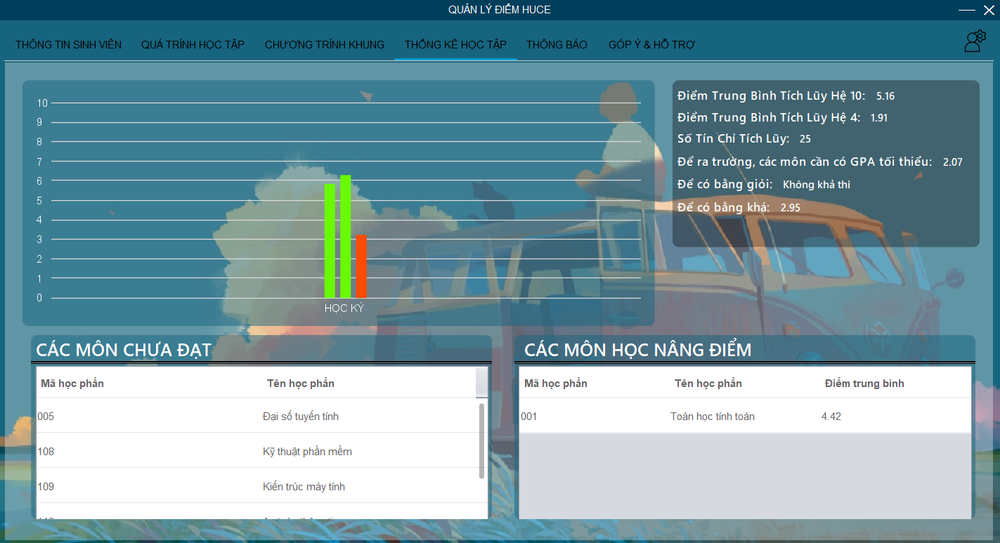 QUẢN LÝ ĐIỂM HUCE
THÔNG TIN SINH VIÊN QUÁ TRÌNH HỌC TẬP CHƯƠNG TRÌNH KHUNG THỐNG KÊ HỌC TẬP THÔNG BÁO GÓP Ý & HỖ TRỢ
10
9
8
7
6
5
4
3
2
1
0
HỌC KỲ
Điểm Trung Bình Tích Lũy Hệ 10: 5.16
Điểm Trung Bình Tích Lũy Hệ 4: 1.91
Số Tín Chỉ Tích Lũy: 25
Để ra trường, các môn cần có GPA tối thiểu: 2.07
Để có bằng giỏi: Không khả thi
Để có bằng khá: 2.95
CÁC MÔN CHƯA ĐẠT
Mã học phần Tên học phần
005 Đại số tuyến tính
108 Kỹ thuật phần mềm
109 Kiến trúc máy tính
CÁC MÔN HỌC NÂNG ĐIỂM
Mã học phần Tên học phần Điểm trung bình
001 Toán học tính toán 4.42